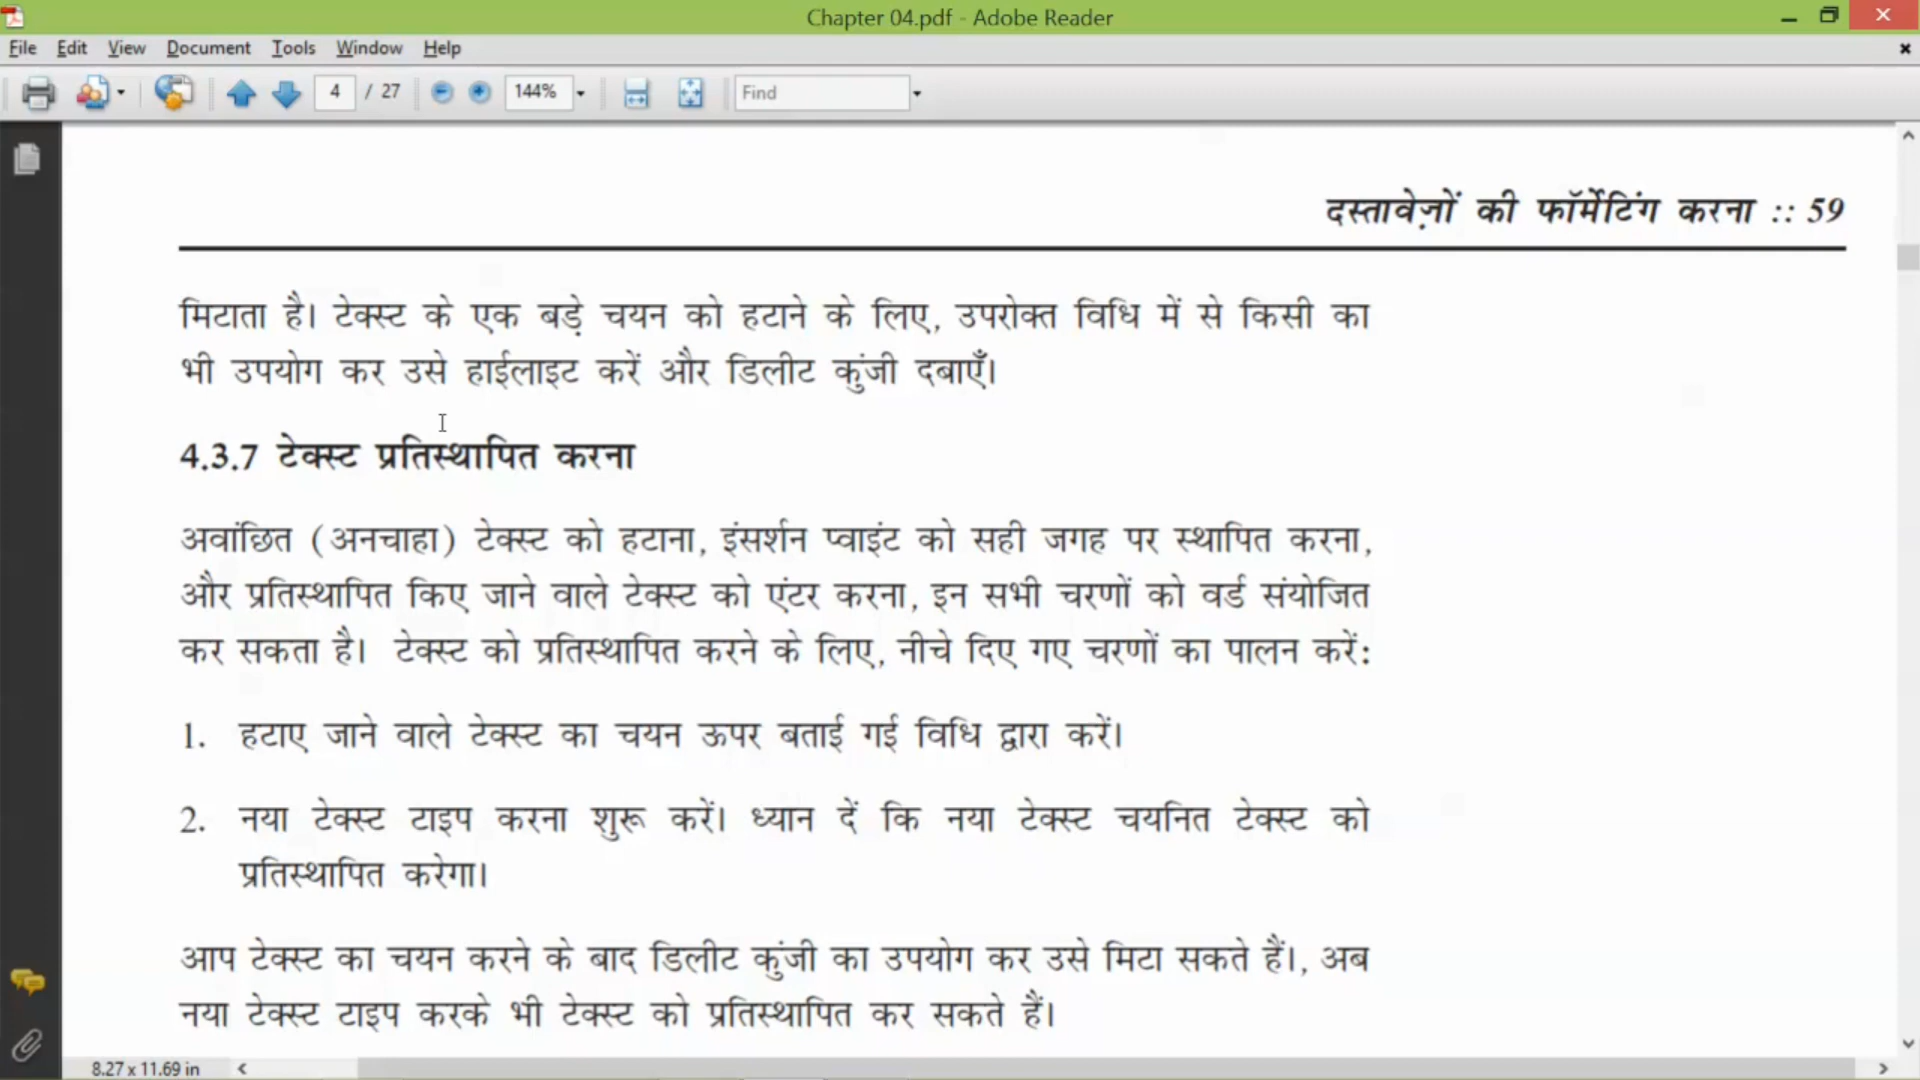 Chapter 04.pdf - Adobe Reader
File Edit View Document Tools Window Help
4 / 27 144% Find
दस्तावेज़ों की फॉर्मेटिंग करना :: 59
मिटाता है। टेक्स्ट के एक बड़े चयन को हटाने के लिए, उपरोक्त विधि में से किसी का
भी उपयोग कर उसे हाईलाइट करें और डिलीट कुंजी दबाएँ।
4.3.7 टेक्स्ट प्रतिस्थापित करना
अवांछित (अनचाहा) टेक्स्ट को हटाना, इंसर्शन प्वाइंट को सही जगह पर स्थापित करना,
और प्रतिस्थापित किए जाने वाले टेक्स्ट को एंटर करना, इन सभी चरणों को वर्ड संयोजित
कर सकता है। टेक्स्ट को प्रतिस्थापित करने के लिए, नीचे दिए गए चरणों का पालन करें:
1. हटाए जाने वाले टेक्स्ट का चयन ऊपर बताई गई विधि द्वारा करें।
2. नया टेक्स्ट टाइप करना शुरू करें। ध्यान दें कि नया टेक्स्ट चयनित टेक्स्ट को
प्रतिस्थापित करेगा।
आप टेक्स्ट का चयन करने के बाद डिलीट कुंजी का उपयोग कर उसे मिटा सकते हैं।, अब
नया टेक्स्ट टाइप करके भी टेक्स्ट को प्रतिस्थापित कर सकते हैं।
8.27 x 11.69 in